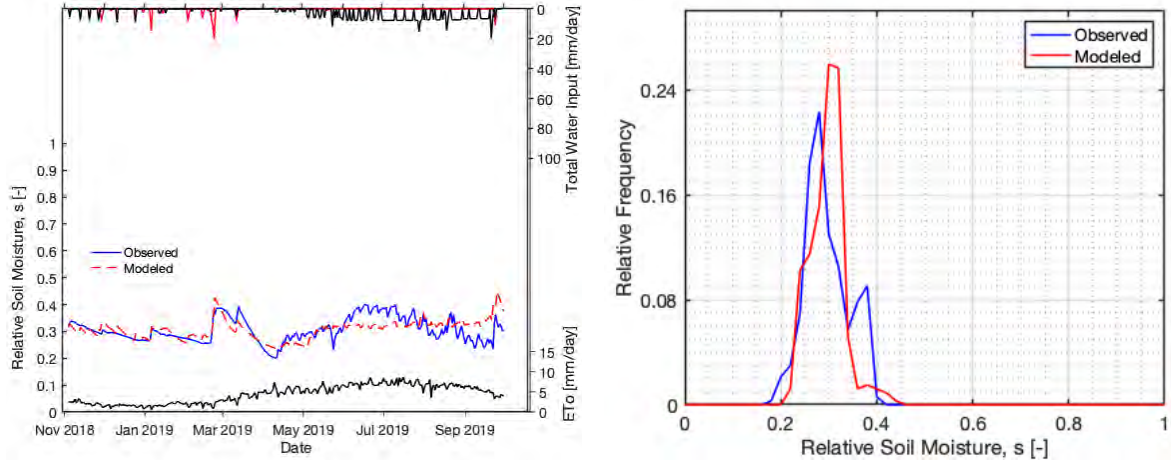 0
20
40
60
80
100
Total Water Input [mm/day]
1
0.9
0.8
0.7
0.6
0.5
0.4
0.3
0.2
0.1
0
Relative Soil Moisture, s [-]
Observed
Modeled
15
10
5
0
ETo [mm/day]
Nov 2018
Jan 2019
Mar 2019
May 2019
Jul 2019
Sep 2019
Date
Observed
Modeled
0.24
0.16
0.08
0
Relative Frequency
0
0.2
0.4
0.6
0.8
1
Relative Soil Moisture, s [-]